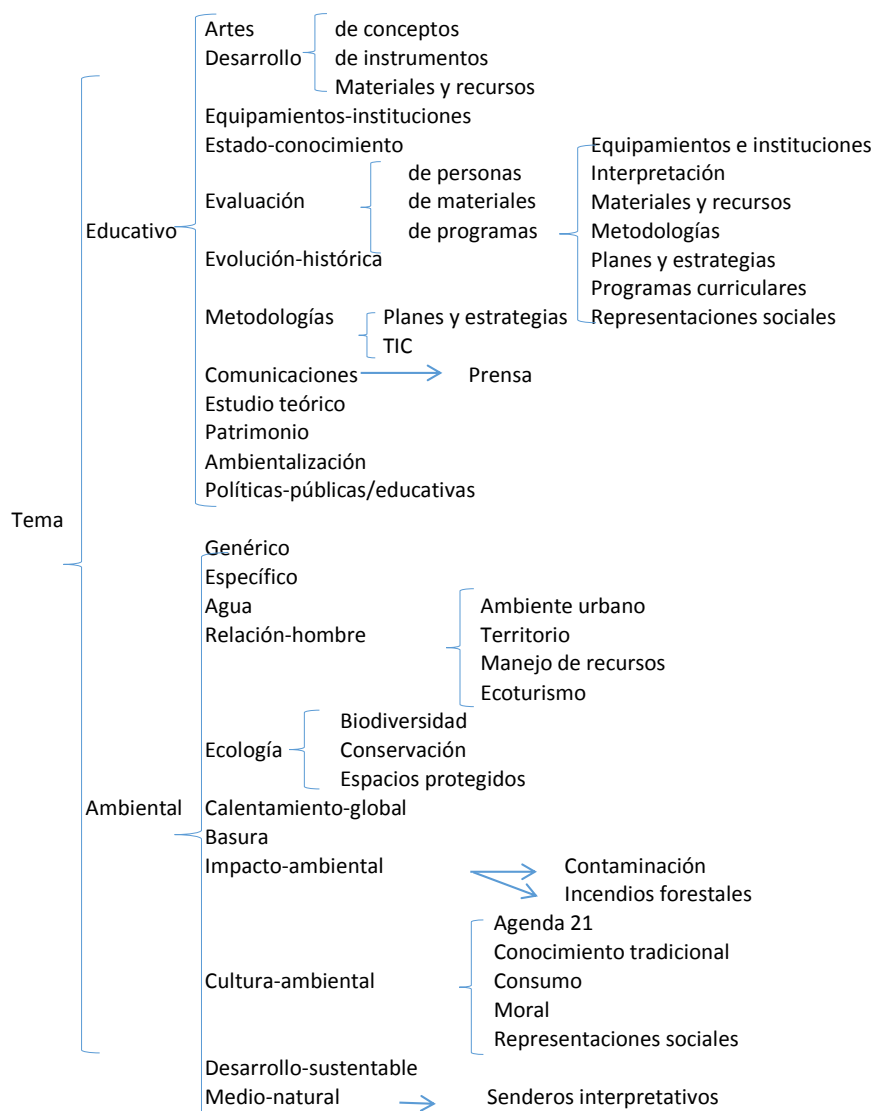 Artes de conceptos
Desarrollo de instrumentos
Materiales y recursos
Equipamientos-instituciones
Estado-conocimiento Equipamientos e instituciones
de personas Interpretación
Evaluación de materiales Materiales y recursos
Educativo de programas Metodologías
Evolución-histórica Planes y estrategias
Programas curriculares
Metodologías Planes y estrategias Representaciones sociales
TIC
Comunicaciones Prensa
Estudio teórico
Patrimonio
Ambientalización
Políticas-públicas/educativas
Tema
Genérico
Específico
Agua Ambiente urbano
Relación-hombre Territorio
Manejo de recursos
Ecoturismo
Biodiversidad
Ecología Conservación
Espacios protegidos
Ambiental Calentamiento-global
Basura
Impacto-ambiental Contaminación
Incendios forestales
Agenda 21
Conocimiento tradicional
Cultura-ambiental Consumo
Moral
Representaciones sociales
Desarrollo-sustentable
Medio-natural Senderos interpretativos